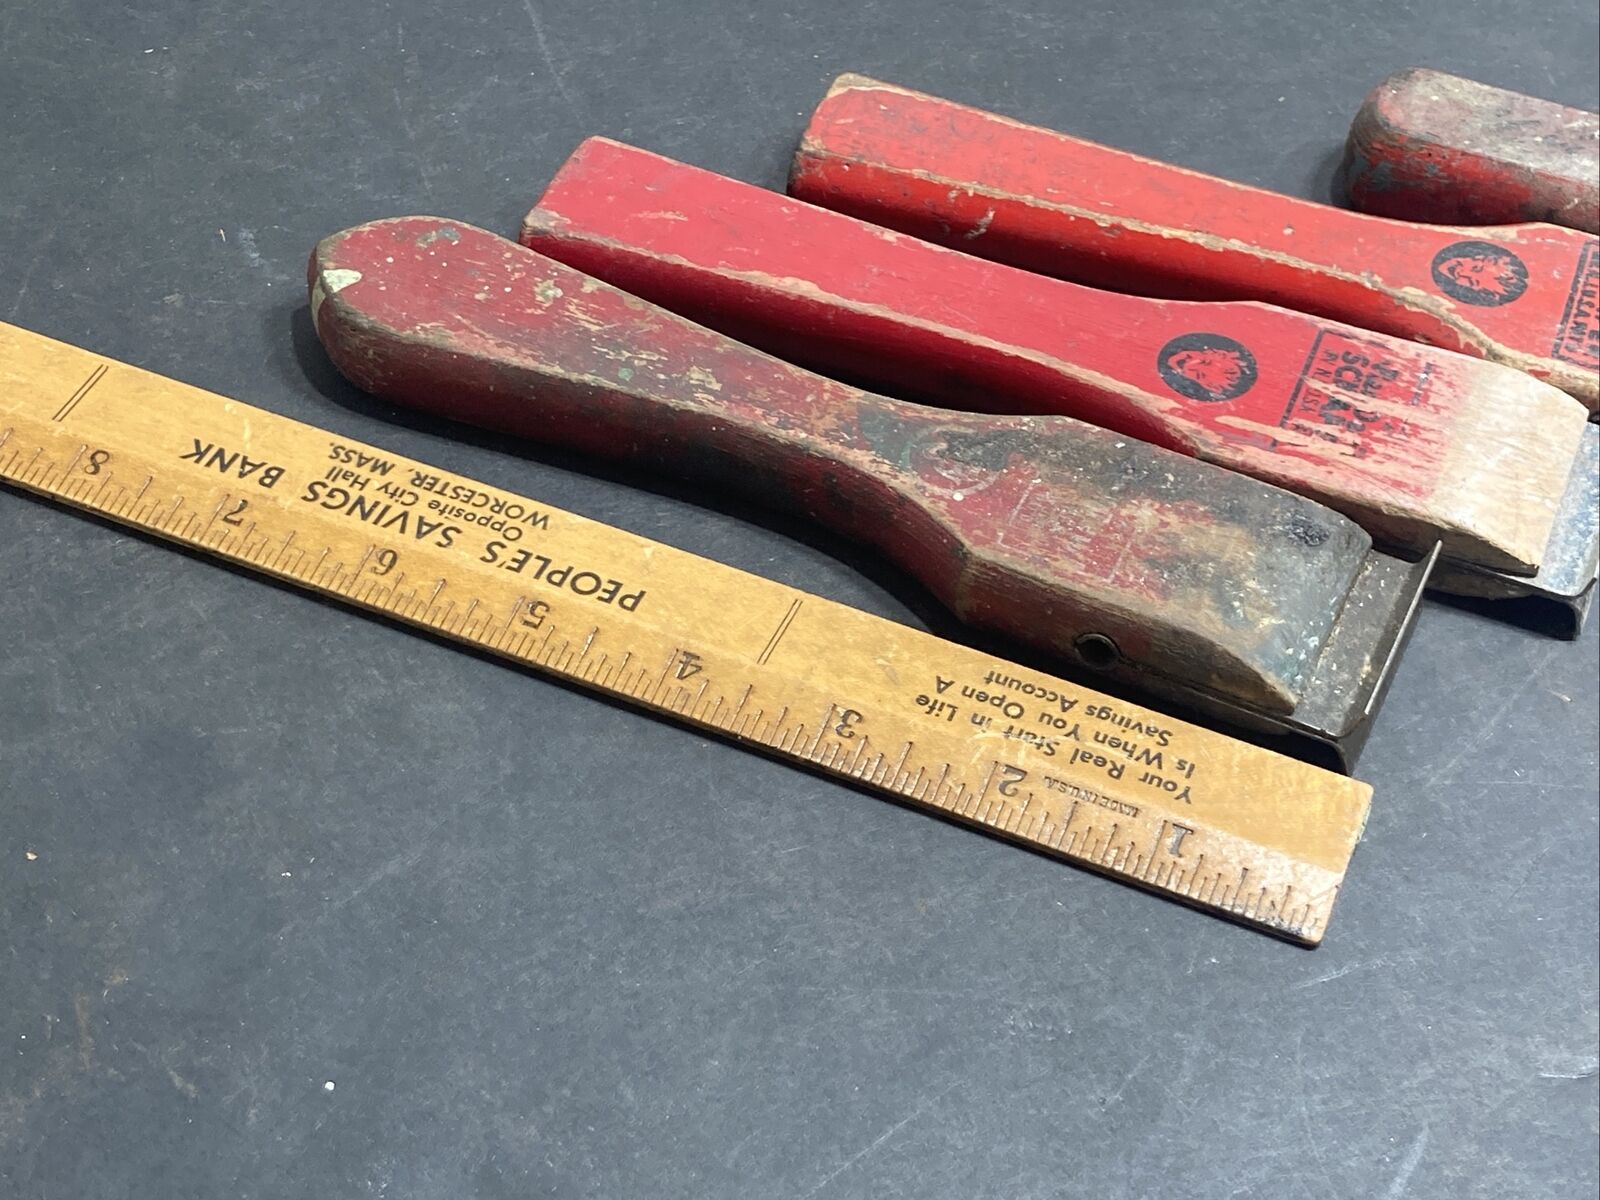 PEOPLE'S SAVINGS BANK
Opposite City Hall
WORCESTER, MASS.
Your Real Start in Life
Is When You Open A
Savings Account
MADE IN U.S.A.
1 2 3 4 5 6 7 8